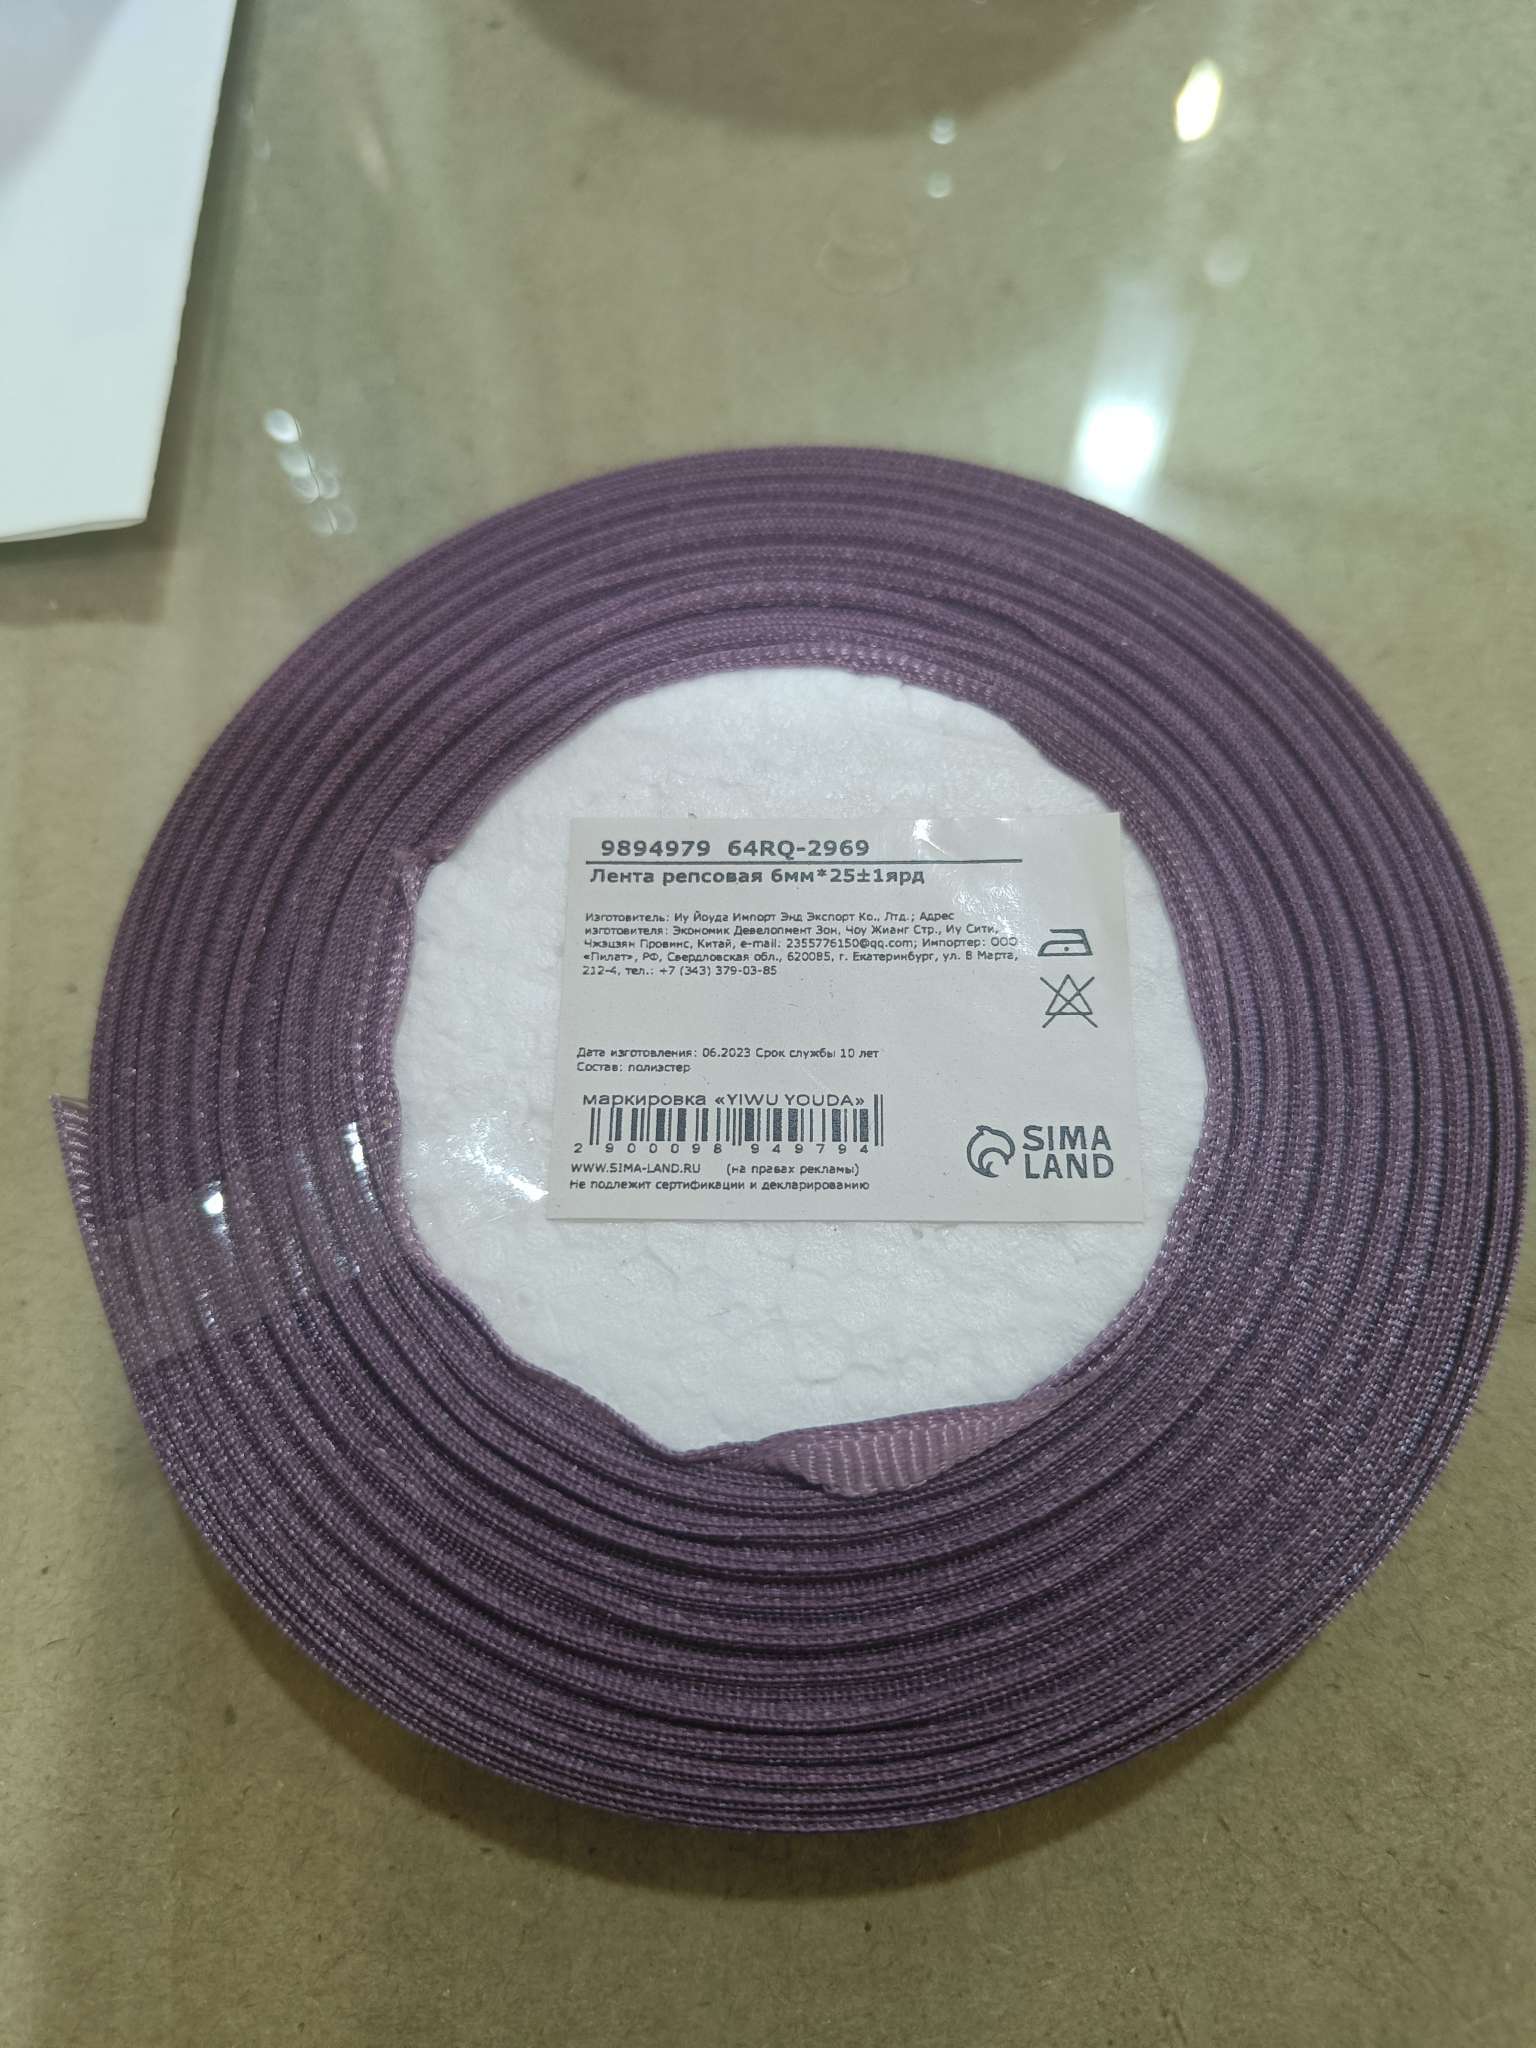 9894979 64RQ-2969
Лента репсовая 6мм*25±1ярд
Изготовитель: Иу Йоуда Импорт Энд Экспорт Ко., Лтд.; Адрес
изготовителя: Экономик Девелопмент Зон, Чоу Жианг Стр., Иу Сити,
Чжэцзян Провинс, Китай, e-mail: 2355776150@qq.com; Импортер: ООО
«Пилат», РФ, Свердловская обл., 620085, г. Екатеринбург, ул. 8 Марта,
212-4, тел.: +7 (343) 379-03-85
Дата изготовления: 06.2023 Срок службы 10 лет
Состав: полиэстер
маркировка «YIWU YOUDA»
2900098949794
WWW.SIMA-LAND.RU (на правах рекламы)
Не подлежит сертификации и декларированию
SIMA
LAND